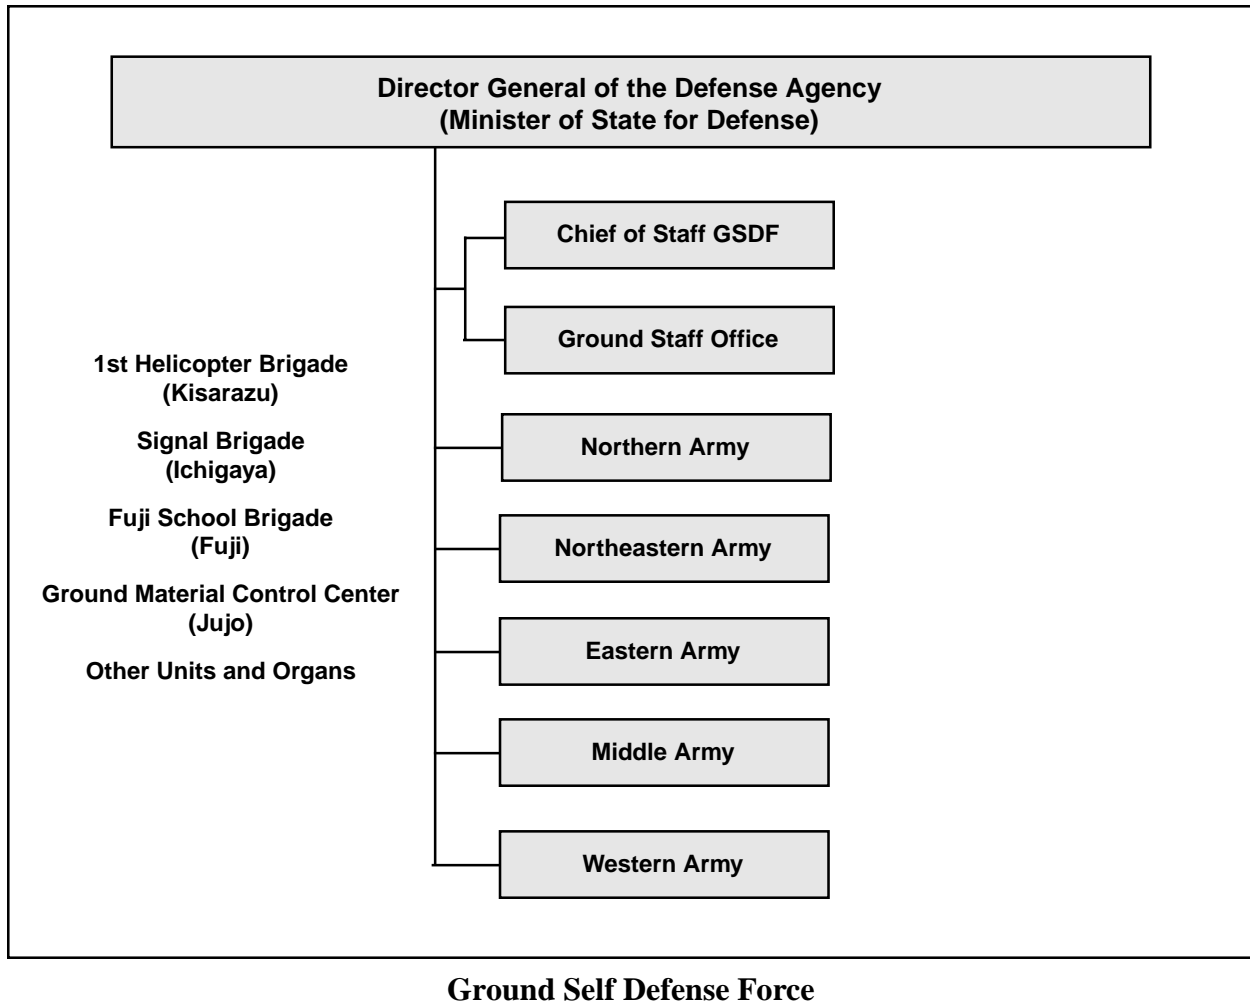 Director General of the Defense Agency
(Minister of State for Defense)
Chief of Staff GSDF
Ground Staff Office
1st Helicopter Brigade
(Kisarazu)
Signal Brigade
(Ichigaya)
Fuji School Brigade
(Fuji)
Ground Material Control Center
(Jujo)
Other Units and Organs
Northern Army
Northeastern Army
Eastern Army
Middle Army
Western Army
Ground Self Defense Force